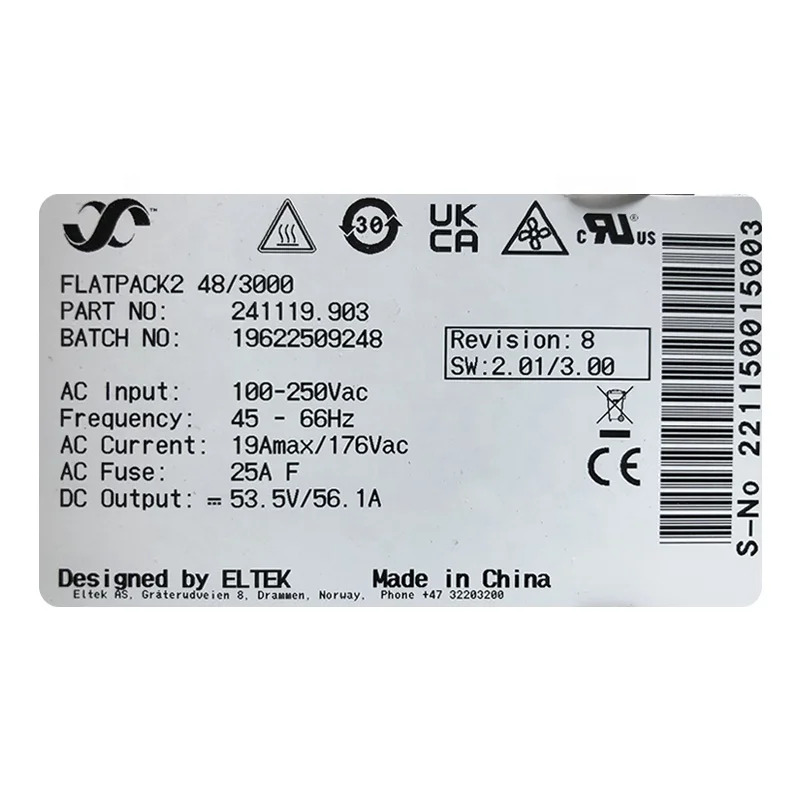 ™
30
UK
CA
c RU® US
FLATPACK2 48/3000
PART NO: 241119.903
BATCH NO: 19622509248
Revision: 8
SW:2.01/3.00
AC Input: 100-250Vac
Frequency: 45 - 66Hz
AC Current: 19Amax/176Vac
AC Fuse: 25A F
DC Output: ⎓ 53.5V/56.1A
CE
S-No 221150015003
Designed by ELTEK Made in China
Eltek AS, Gråterudveien 8, Drammen, Norway. Phone +47 32203200